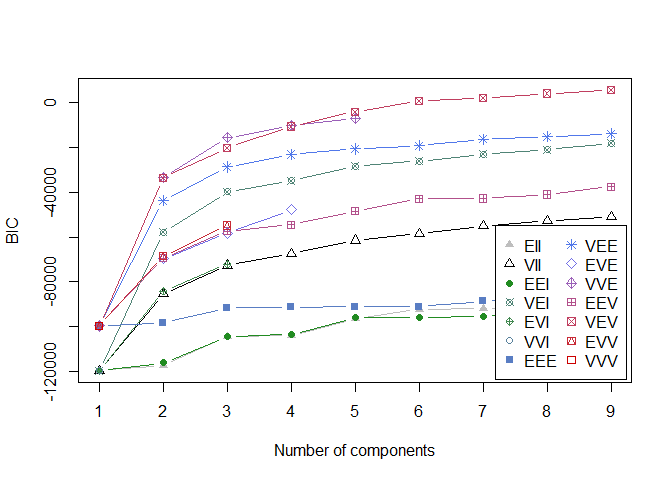 BIC
0
-40000
-80000
-120000
EII
VII
EEI
VEI
EVI
VVI
EEE
VEE
EVE
VVE
EEV
VEV
EVV
VVV
1 2 3 4 5 6 7 8 9
Number of components